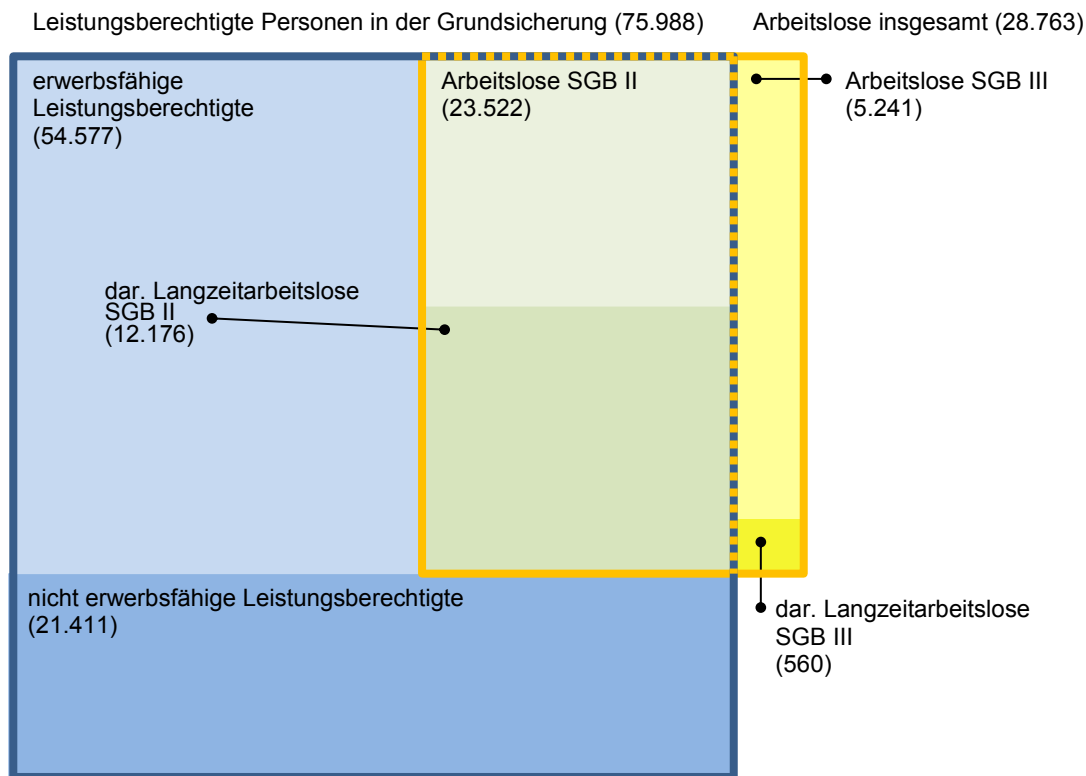 Leistungsberechtigte Personen in der Grundsicherung (75.988)
Arbeitslose insgesamt (28.763)
erwerbsfähige
Leistungsberechtigte
(54.577)
Arbeitslose SGB II
(23.522)
Arbeitslose SGB III
(5.241)
dar. Langzeitarbeitslose
SGB II
(12.176)
nicht erwerbsfähige Leistungsberechtigte
(21.411)
dar. Langzeitarbeitslose
SGB III
(560)